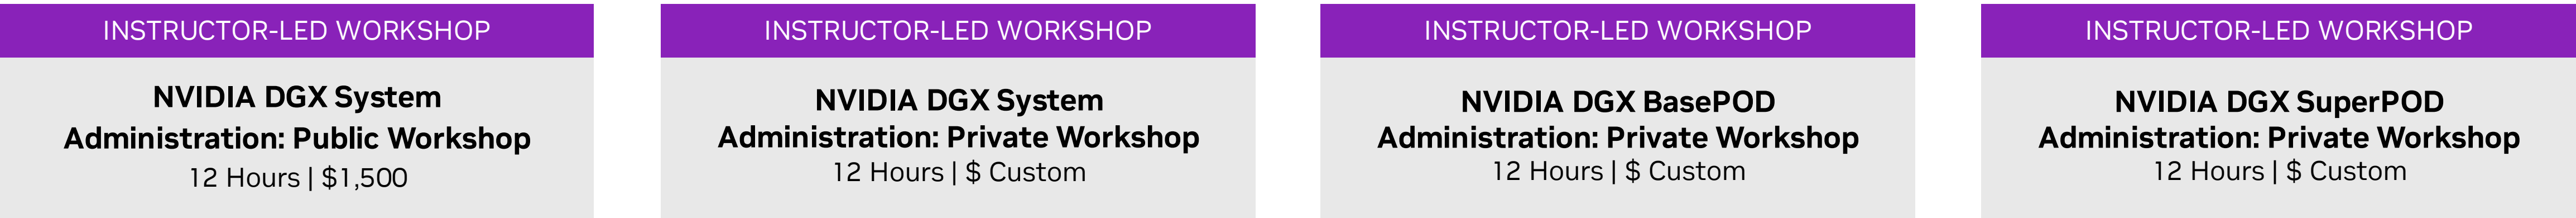 INSTRUCTOR-LED WORKSHOP
NVIDIA DGX System
Administration: Public Workshop
12 Hours | $1,500
INSTRUCTOR-LED WORKSHOP
NVIDIA DGX System
Administration: Private Workshop
12 Hours | $ Custom
INSTRUCTOR-LED WORKSHOP
NVIDIA DGX BasePOD
Administration: Private Workshop
12 Hours | $ Custom
INSTRUCTOR-LED WORKSHOP
NVIDIA DGX SuperPOD
Administration: Private Workshop
12 Hours | $ Custom